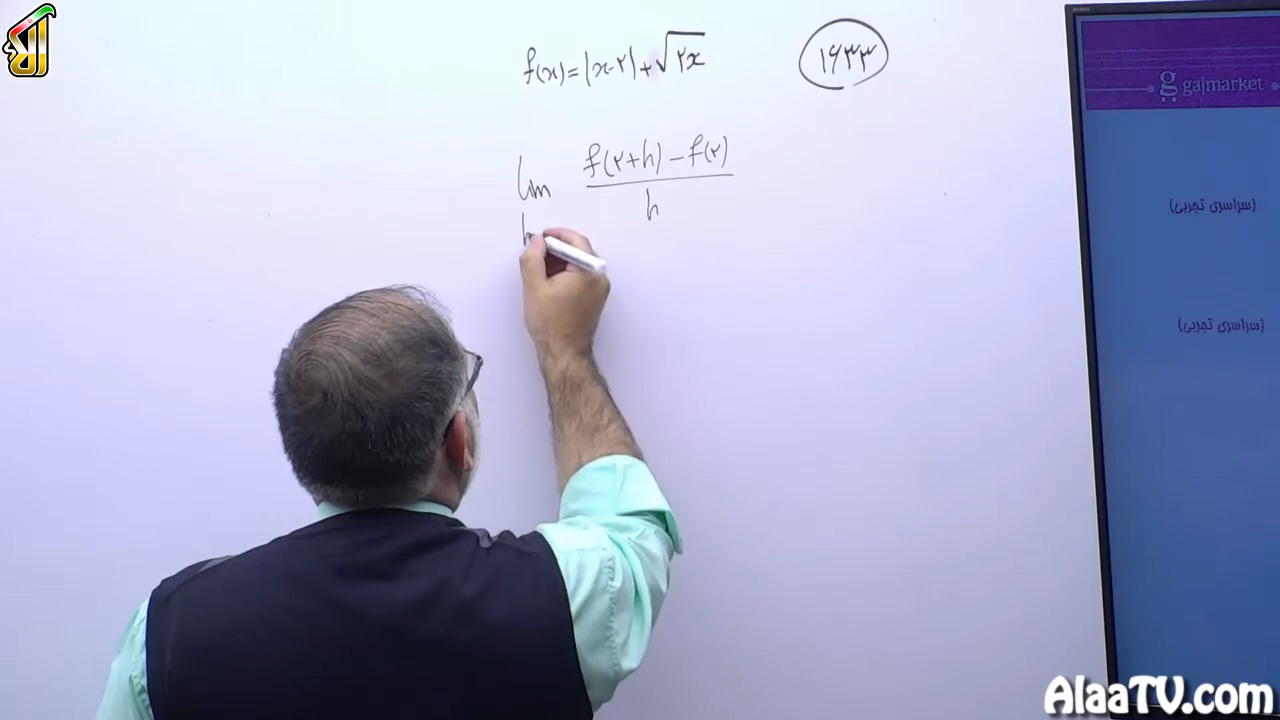 f(x)=|x-۲|+√۲x
۱۶۳۳
lim f(۲+h)-f(۲)
h
h
gajmarket
(سراسری تجربی)
(سراسری تجربی)
AlaaTV.com